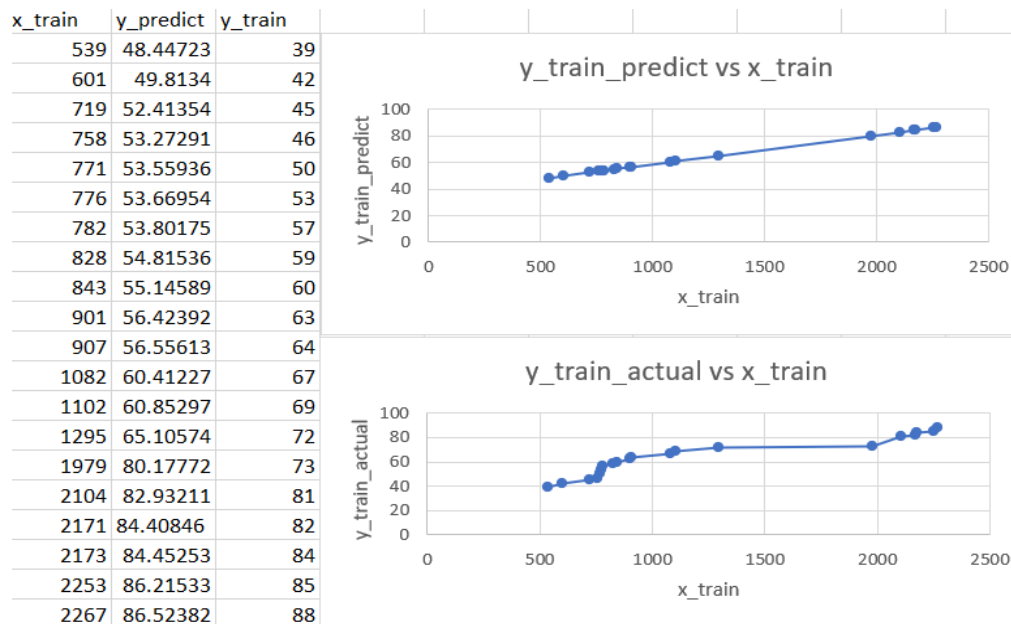 x_train y_predict y_train
539 48.44723 39
601 49.8134 42
719 52.41354 45
758 53.27291 46
771 53.55936 50
776 53.66954 53
782 53.80175 57
828 54.81536 59
843 55.14589 60
901 56.42392 63
907 56.55613 64
1082 60.41227 67
1102 60.85297 69
1295 65.10574 72
1979 80.17772 73
2104 82.93211 81
2171 84.40846 82
2173 84.45253 84
2253 86.21533 85
2267 86.52382 88
y_train_predict vs x_train
y_train_predict
100
80
60
40
20
0
0 500 1000 1500 2000 2500
x_train
y_train_actual vs x_train
y_train_actual
100
80
60
40
20
0
0 500 1000 1500 2000 2500
x_train